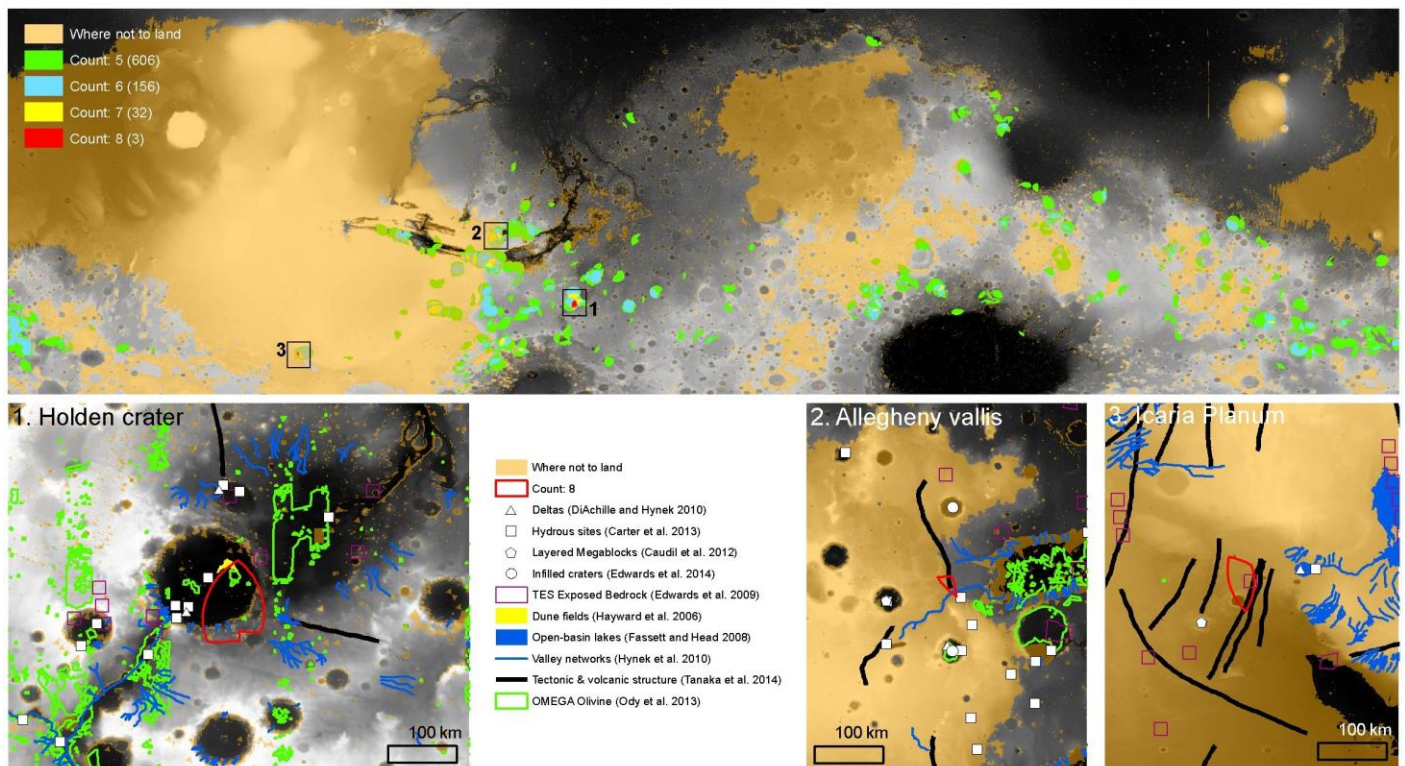 Where not to land
Count: 5 (606)
Count: 6 (156)
Count: 7 (32)
Count: 8 (3)
2
1
3
1. Holden crater
100 km
Where not to land
Count: 8
Deltas (DiAchille and Hynek 2010)
Hydrous sites (Carter et al. 2013)
Layered Megablocks (Caudil et al. 2012)
Infilled craters (Edwards et al. 2014)
TES Exposed Bedrock (Edwards et al. 2009)
Dune fields (Hayward et al. 2006)
Open-basin lakes (Fassett and Head 2008)
Valley networks (Hynek et al. 2010)
Tectonic & volcanic structure (Tanaka et al. 2014)
OMEGA Olivine (Ody et al. 2013)
2. Allegheny vallis
100 km
3. Icaria Planum
100 km